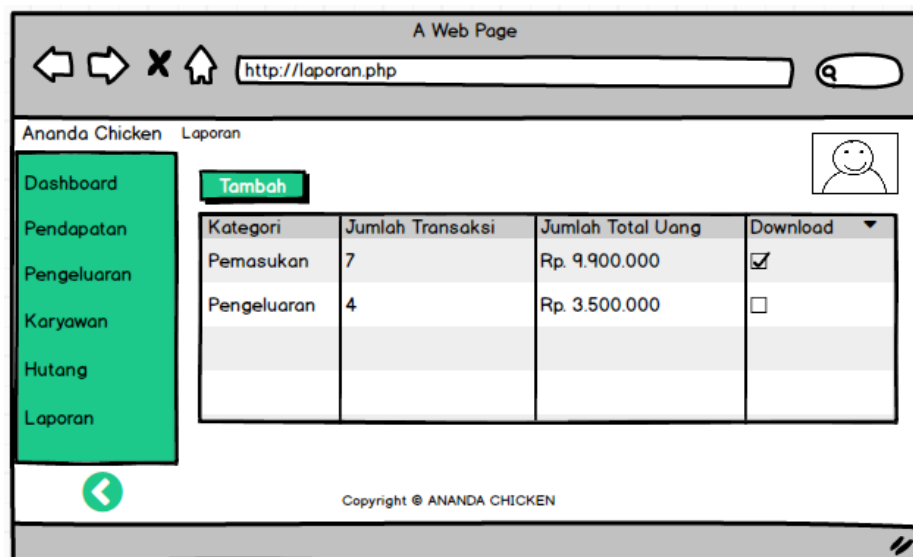 A Web Page
http://laporan.php
Ananda Chicken Laporan
Dashboard
Pendapatan
Pengeluaran
Karyawan
Hutang
Laporan
Tambah
Kategori Jumlah Transaksi Jumlah Total Uang Download
Pemasukan 7 Rp. 9.900.000
Pengeluaran 4 Rp. 3.500.000
Copyright © ANANDA CHICKEN